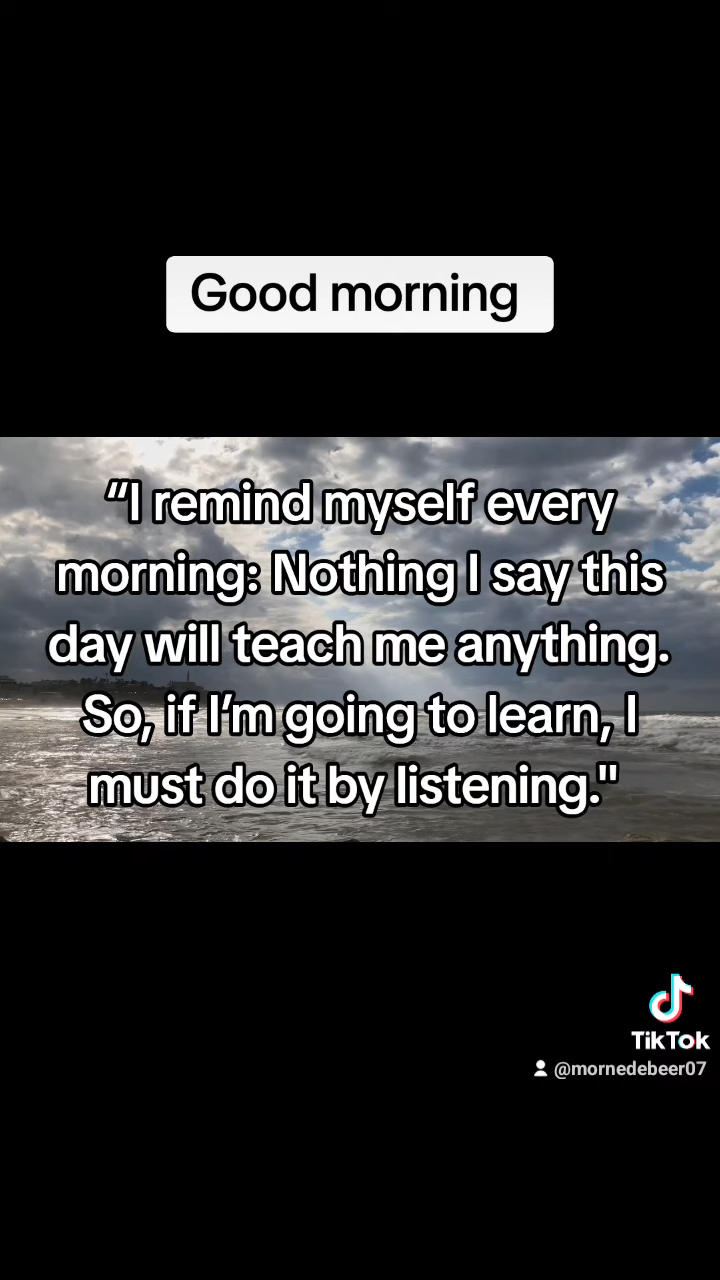 Good morning
“I remind myself every
morning: Nothing I say this
day will teach me anything.
So, if I’m going to learn, I
must do it by listening."
TikTok
@mornedebeer07